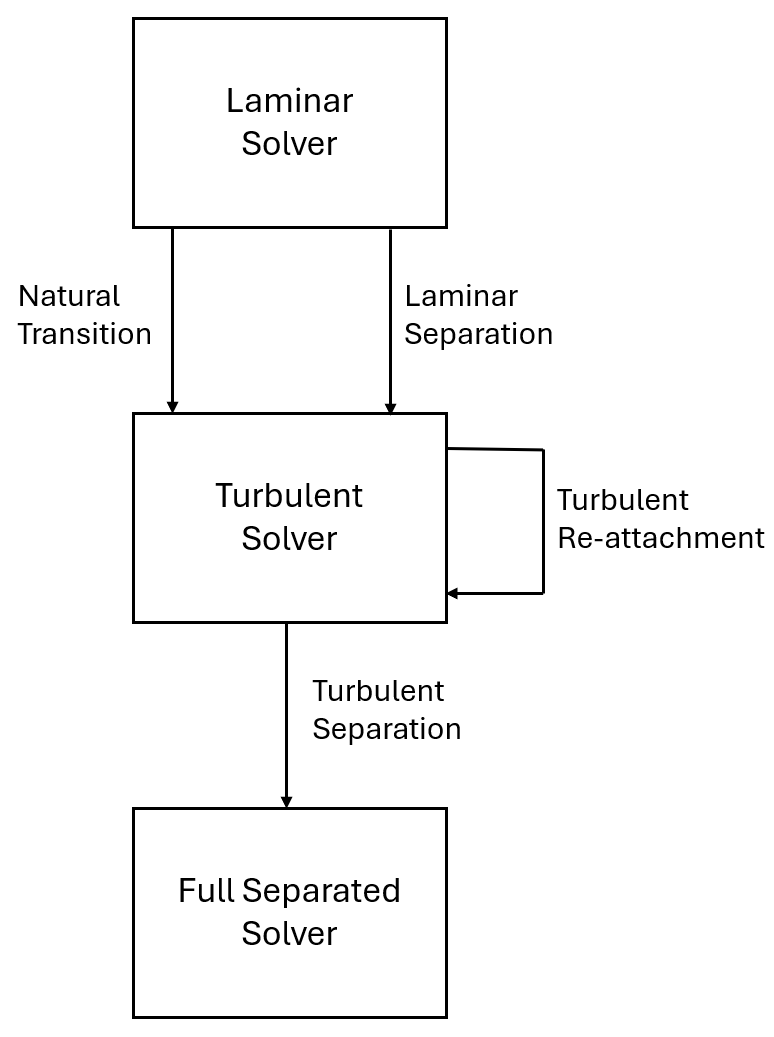 Laminar
Solver
Natural
Transition
Laminar
Separation
Turbulent
Solver
Turbulent
Re-attachment
Turbulent
Separation
Full Separated
Solver